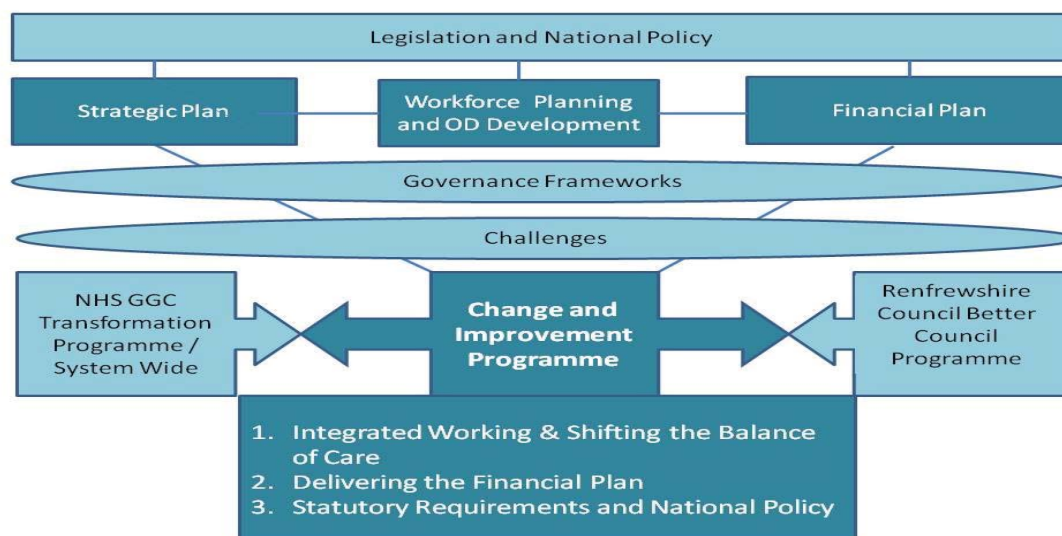 Legislation and National Policy
Strategic Plan
Workforce Planning
and OD Development
Financial Plan
Governance Frameworks
Challenges
NHS GGC
Transformation
Programme /
System Wide
Change and
Improvement
Programme
Renfrewshire
Council Better
Council
Programme
1. Integrated Working & Shifting the Balance
of Care
2. Delivering the Financial Plan
3. Statutory Requirements and National Policy